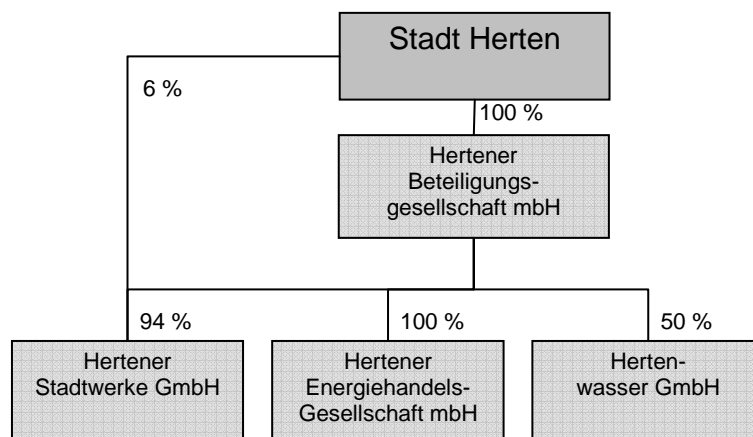 Stadt Herten
6 %
100 %
Hertener
Beteiligungs-
gesellschaft mbH
94 %
100 %
50 %
Hertener
Stadtwerke GmbH
Hertener
Energiehandels-
Gesellschaft mbH
Herten-
wasser GmbH